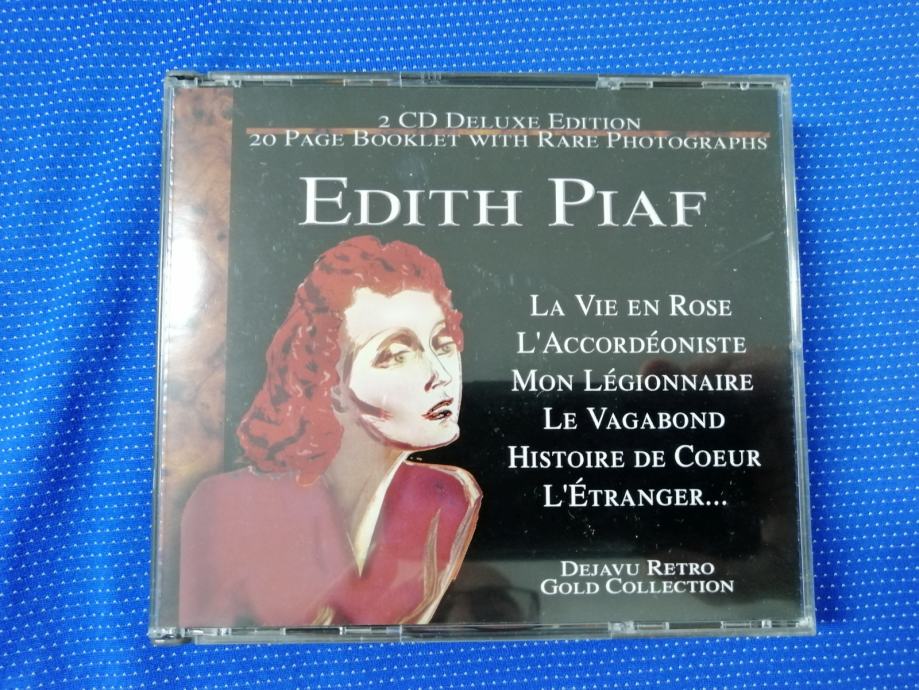 2 CD Deluxe Edition
20 Page Booklet with Rare Photographs
Edith Piaf
La Vie en Rose
L'Accordéoniste
Mon Légionnaire
Le Vagabond
Histoire de Coeur
L'Étranger...
Dejavu Retro
Gold Collection